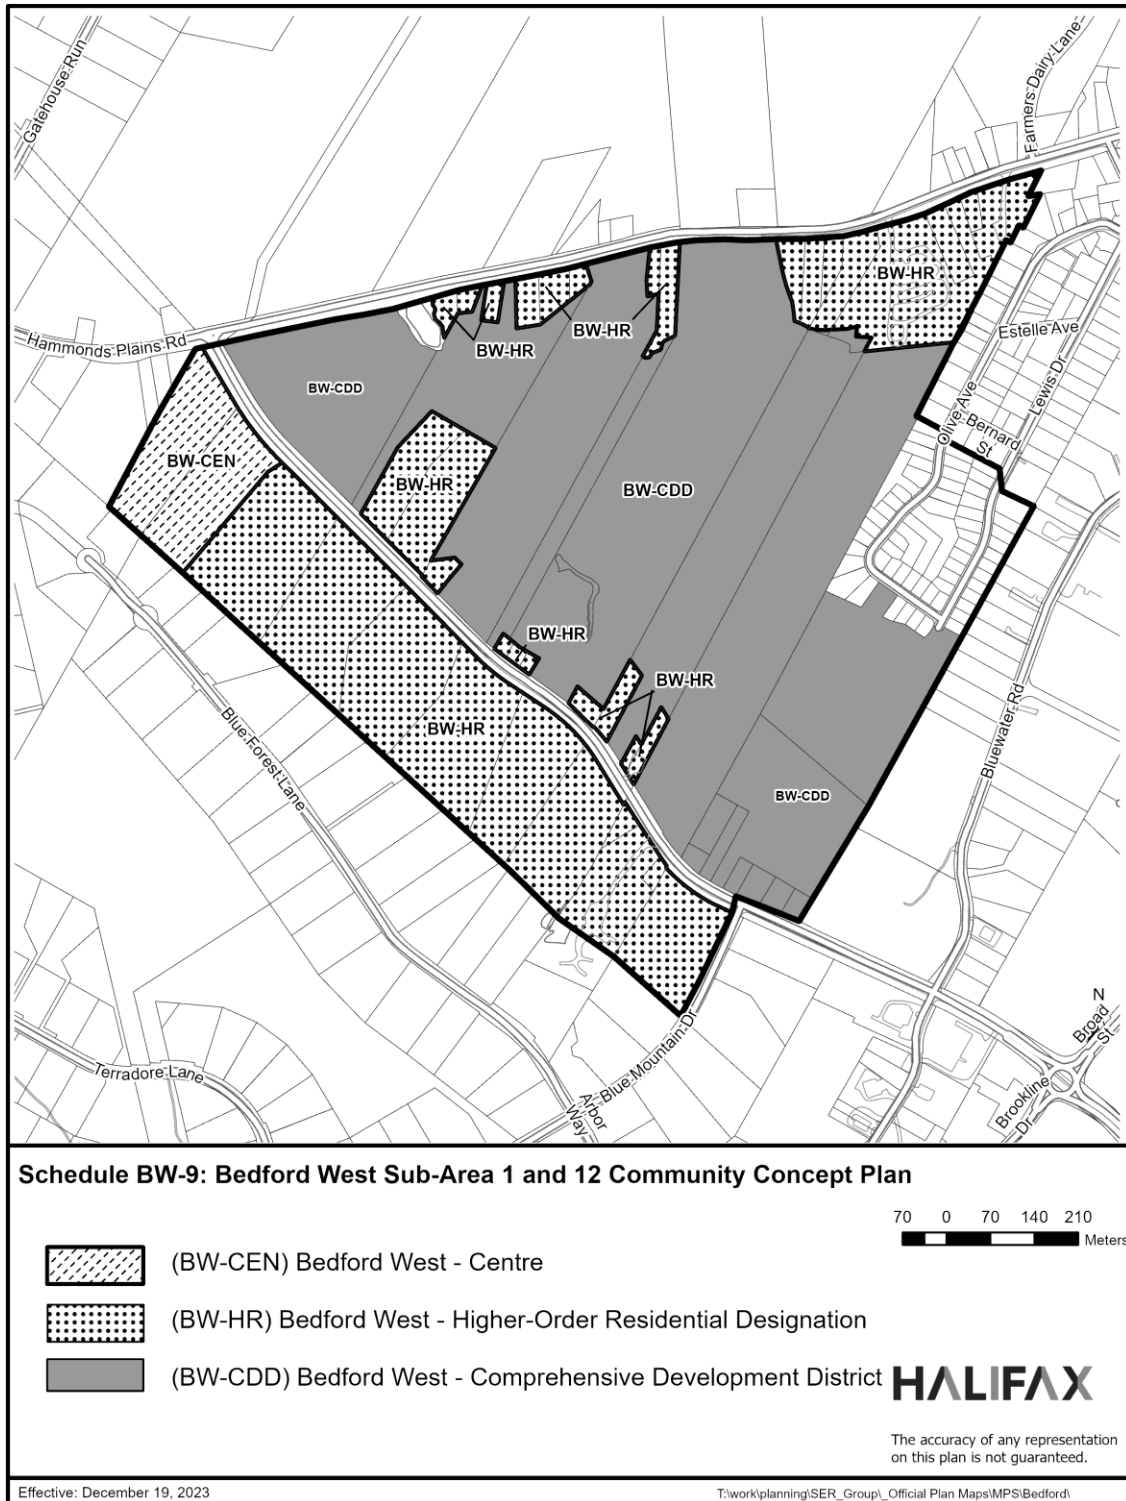 Gatehouse Run
Farmers Dairy Lane
Hammonds Plains Rd
BW-HR
Estelle Ave
BW-HR
BW-HR
BW-CDD
Lewis Dr
Olive Ave
Bernard
St
BW-CEN
BW-HR
BW-CDD
BW-HR
BW-HR
BW-HR
Blue Forest Lane
Bluewater Rd
BW-CDD
N
Broad
St
Blue Mountain Dr
Terradore Lane
Arbor
Way
Brookline
Dr
Schedule BW-9: Bedford West Sub-Area 1 and 12 Community Concept Plan
70 0 70 140 210
Meters
(BW-CEN) Bedford West - Centre
(BW-HR) Bedford West - Higher-Order Residential Designation
(BW-CDD) Bedford West - Comprehensive Development District
HALIFAX
The accuracy of any representation
on this plan is not guaranteed.
Effective: December 19, 2023
T:\work\planning\SER_Group\_Official Plan Maps\MPS\Bedford\